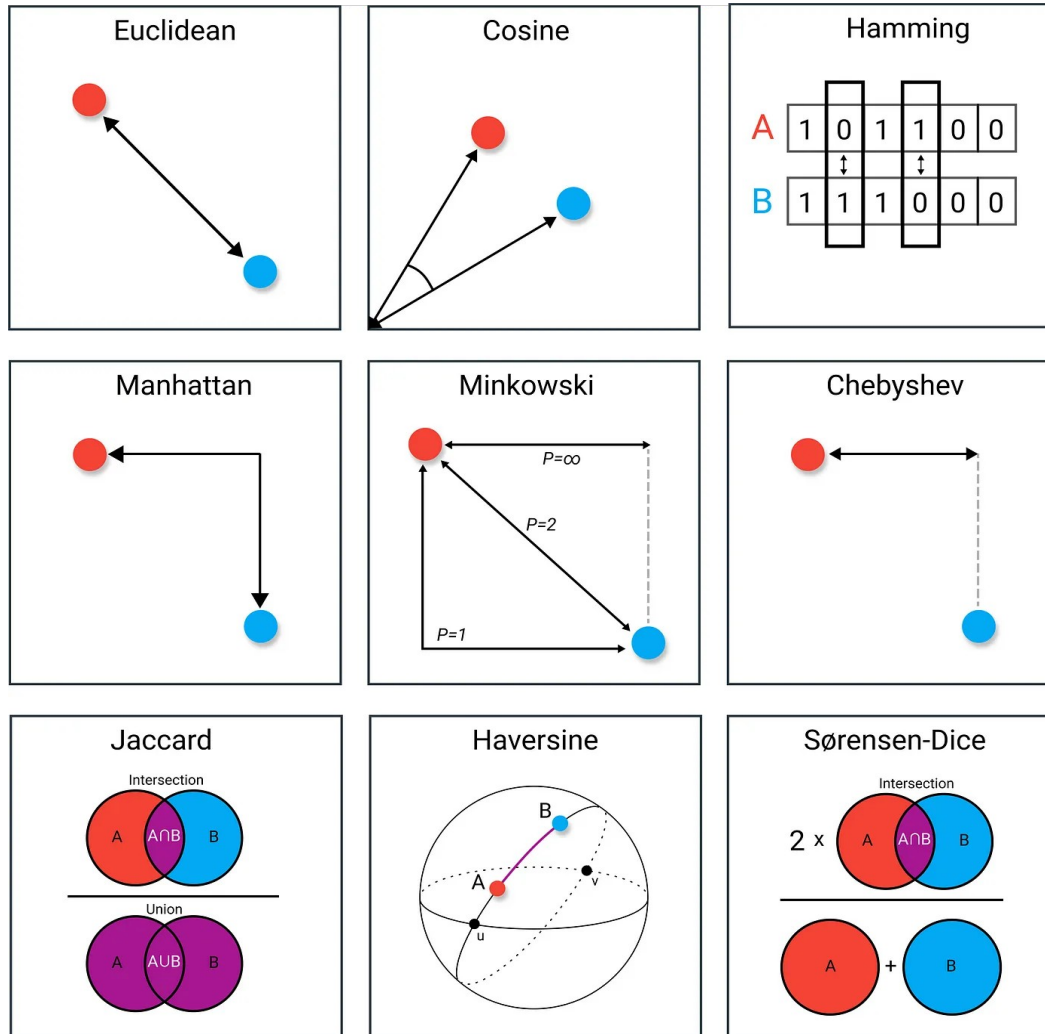 Euclidean
Cosine
Hamming
A 1 0 1 1 0 0
B 1 1 1 0 0 0
Manhattan
Minkowski
P=∞
P=2
P=1
Chebyshev
Jaccard
Intersection
A A∩B B
Union
A A∪B B
Haversine
B
A
v
u
Sørensen-Dice
Intersection
2 x A A∩B B
A + B